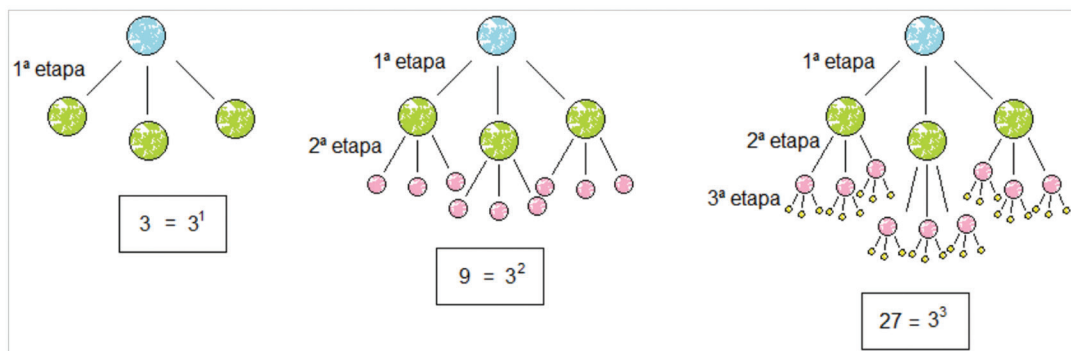 1ª etapa
3 = 3¹
1ª etapa
2ª etapa
9 = 3²
1ª etapa
2ª etapa
3ª etapa
27 = 3³